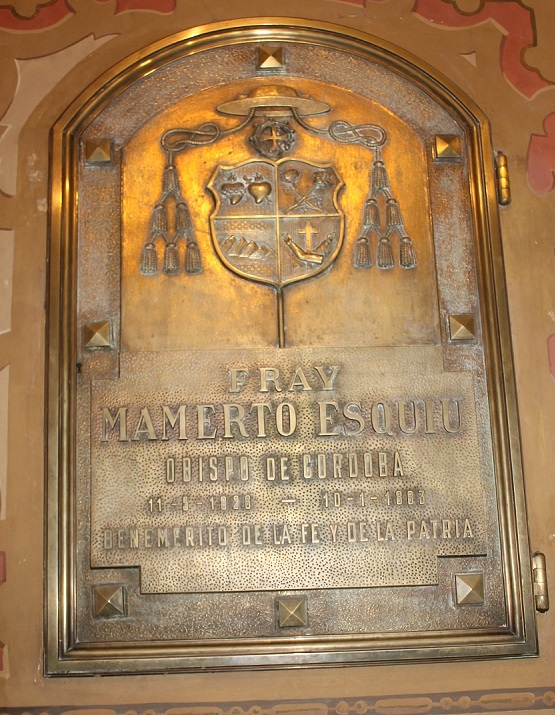 FRAY
MAMERTO ESQUIU
OBISPO DE CORDOBA
11-5-1826 — 10-1-1883
BENEMERITO DE LA FE Y DE LA PATRIA